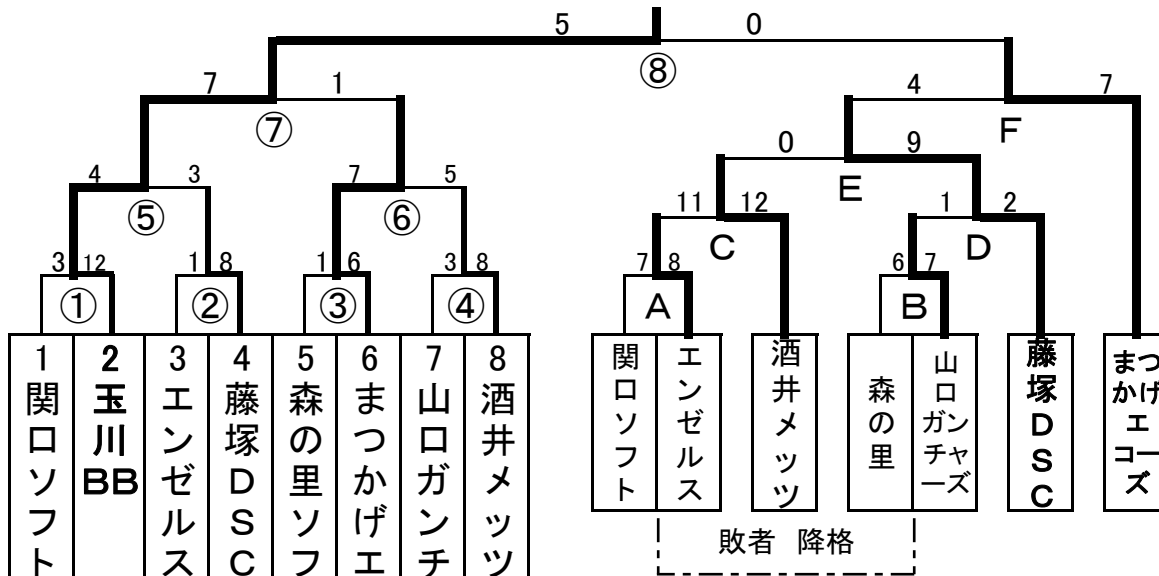 5 0
⑧
7 1
⑦
4 7
F
4 3
⑤
7 5
⑥
0 9
E
11 12
C
1 2
D
3 12
①
1 8
②
1 6
③
3 8
④
7 8
A
6 7
B
1 関口ソフト
2 玉川BB
3 エンゼルス
4 藤塚DSC
5 森の里ソフ
6 まつかげエ
7 山口ガンチ
8 酒井メッツ
関口ソフト
エンゼルス
酒井メッツ
森の里
山口ガンチャーズ
藤塚DSC
まつかげエコーズ
敗者 降格